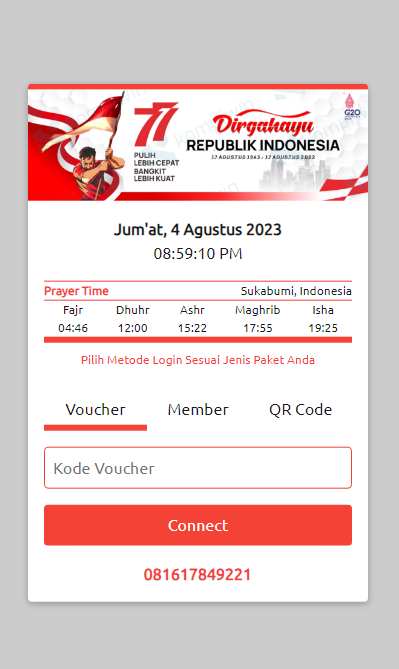 77
PULIH
LEBIH CEPAT
BANGKIT
LEBIH KUAT
Dirgahayu
REPUBLIK INDONESIA
17 AGUSTUS 1945 - 17 AGUSTUS 2022
G20
Jum'at, 4 Agustus 2023
08:59:10 PM
Prayer Time Sukabumi, Indonesia
Fajr Dhuhr Ashr Maghrib Isha
04:46 12:00 15:22 17:55 19:25
Pilih Metode Login Sesuai Jenis Paket Anda
Voucher Member QR Code
Kode Voucher
Connect
081617849221